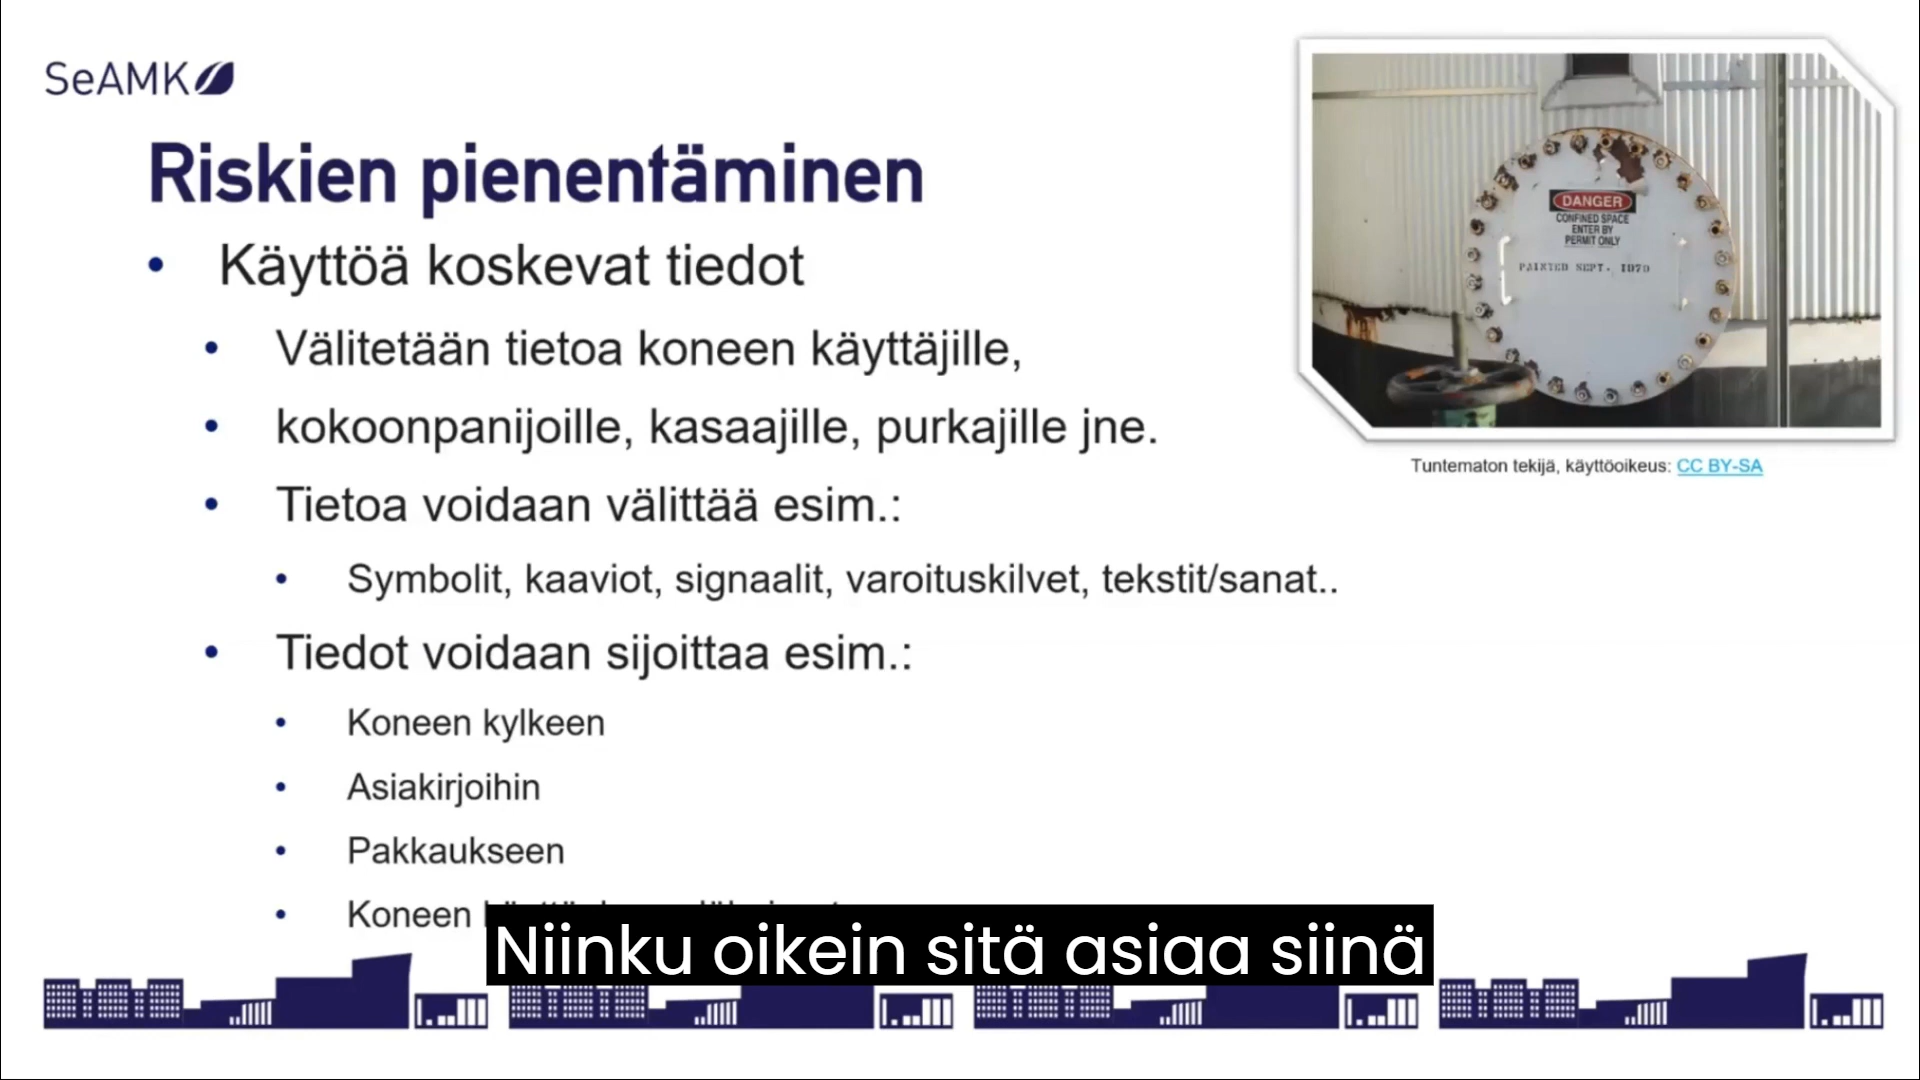 SeAMK
Riskien pienentäminen
Käyttöä koskevat tiedot
Välitetään tietoa koneen käyttäjille,
kokoonpanijoille, kasaajille, purkajille jne.
Tietoa voidaan välittää esim.:
Symbolit, kaaviot, signaalit, varoituskilvet, tekstit/sanat..
Tiedot voidaan sijoittaa esim.:
Koneen kylkeen
Asiakirjoihin
Pakkaukseen
Koneen
DANGER
CONFINED SPACE
ENTER BY
PERMIT ONLY
PAINTED SEPT. 1979
Tuntematon tekijä, käyttöoikeus: CC BY-SA
Niinku oikein sitä asiaa siinä